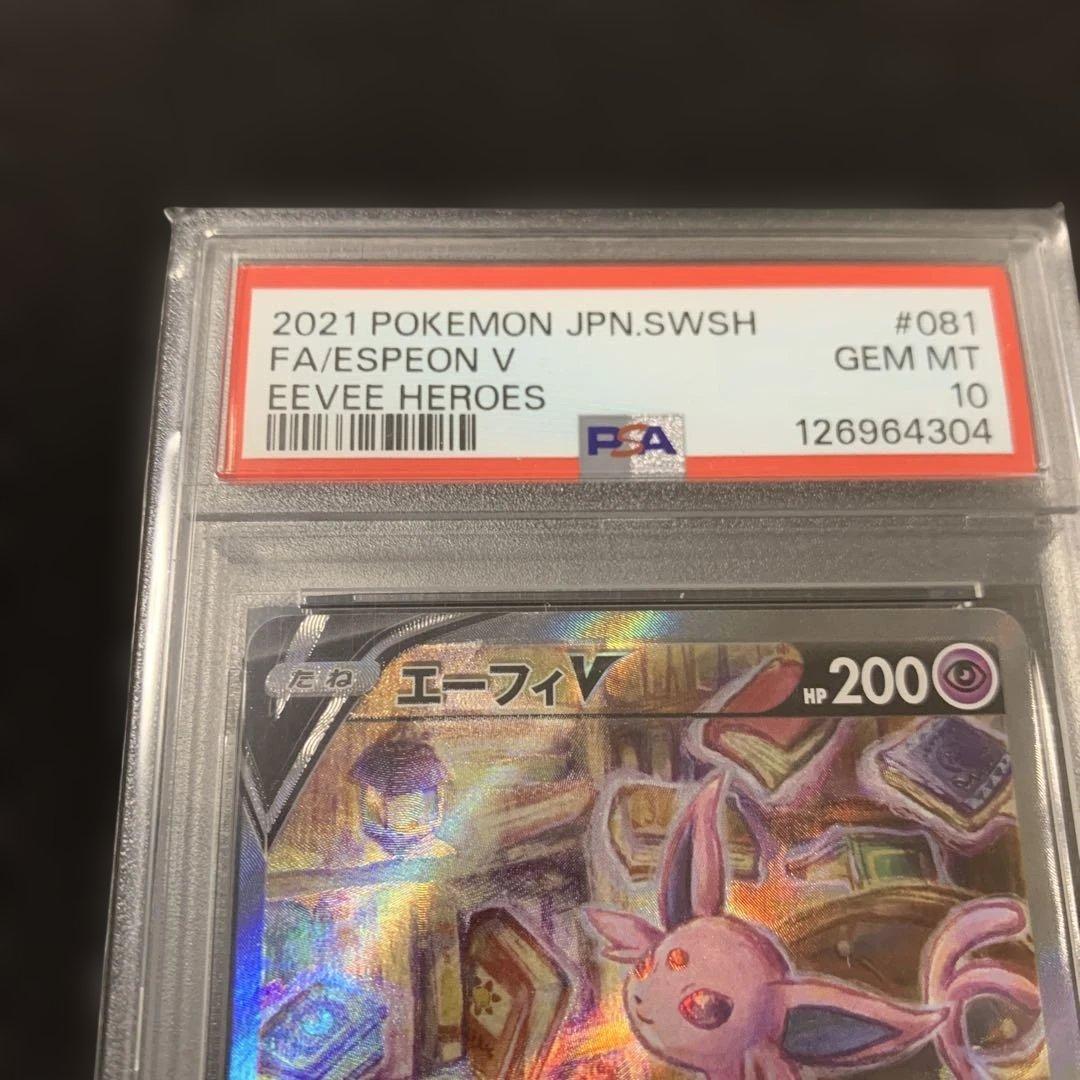 2021 POKEMON JPN.SWSH #081
FA/ESPEON V GEM MT
EEVEE HEROES 10
PSA 126964304
たね エーフィV HP 200